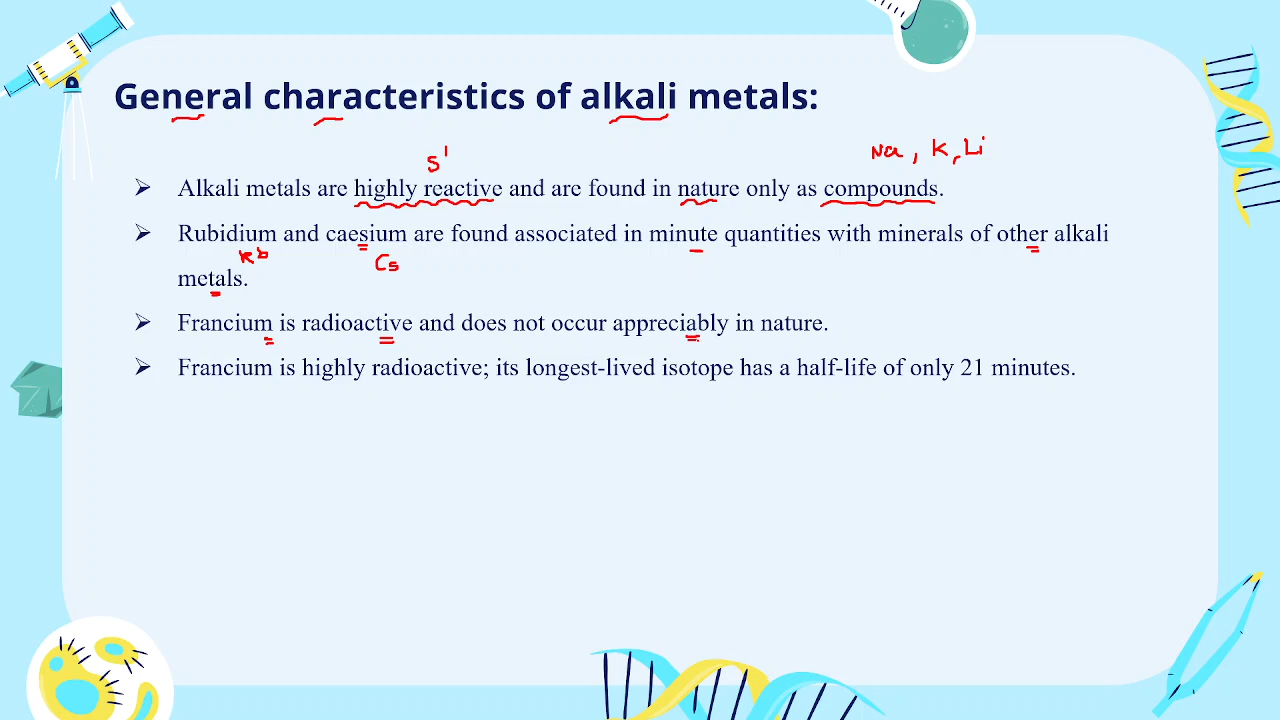 General characteristics of alkali metals:
s¹
Na, K, Li
➢ Alkali metals are highly reactive and are found in nature only as compounds.
➢ Rubidium and caesium are found associated in minute quantities with minerals of other alkali
Rb
Cs
metals.
➢ Francium is radioactive and does not occur appreciably in nature.
➢ Francium is highly radioactive; its longest-lived isotope has a half-life of only 21 minutes.